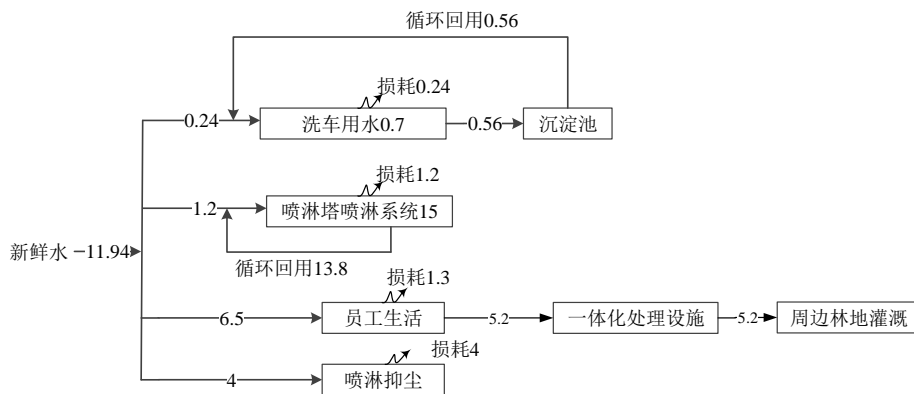 循环回用0.56
损耗0.24
0.24
洗车用水0.7
0.56
沉淀池
损耗1.2
1.2
喷淋塔喷淋系统15
新鲜水
11.94
循环回用13.8
损耗1.3
6.5
员工生活
5.2
一体化处理设施
5.2
周边林地灌溉
损耗4
4
喷淋抑尘